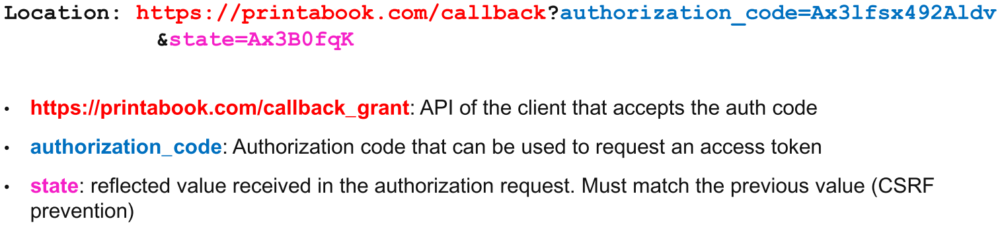 Location: https://printabook.com/callback?authorization_code=Ax3lfsx492Aldv
&state=Ax3B0fqK
• https://printabook.com/callback_grant: API of the client that accepts the auth code
• authorization_code: Authorization code that can be used to request an access token
• state: reflected value received in the authorization request. Must match the previous value (CSRF
prevention)